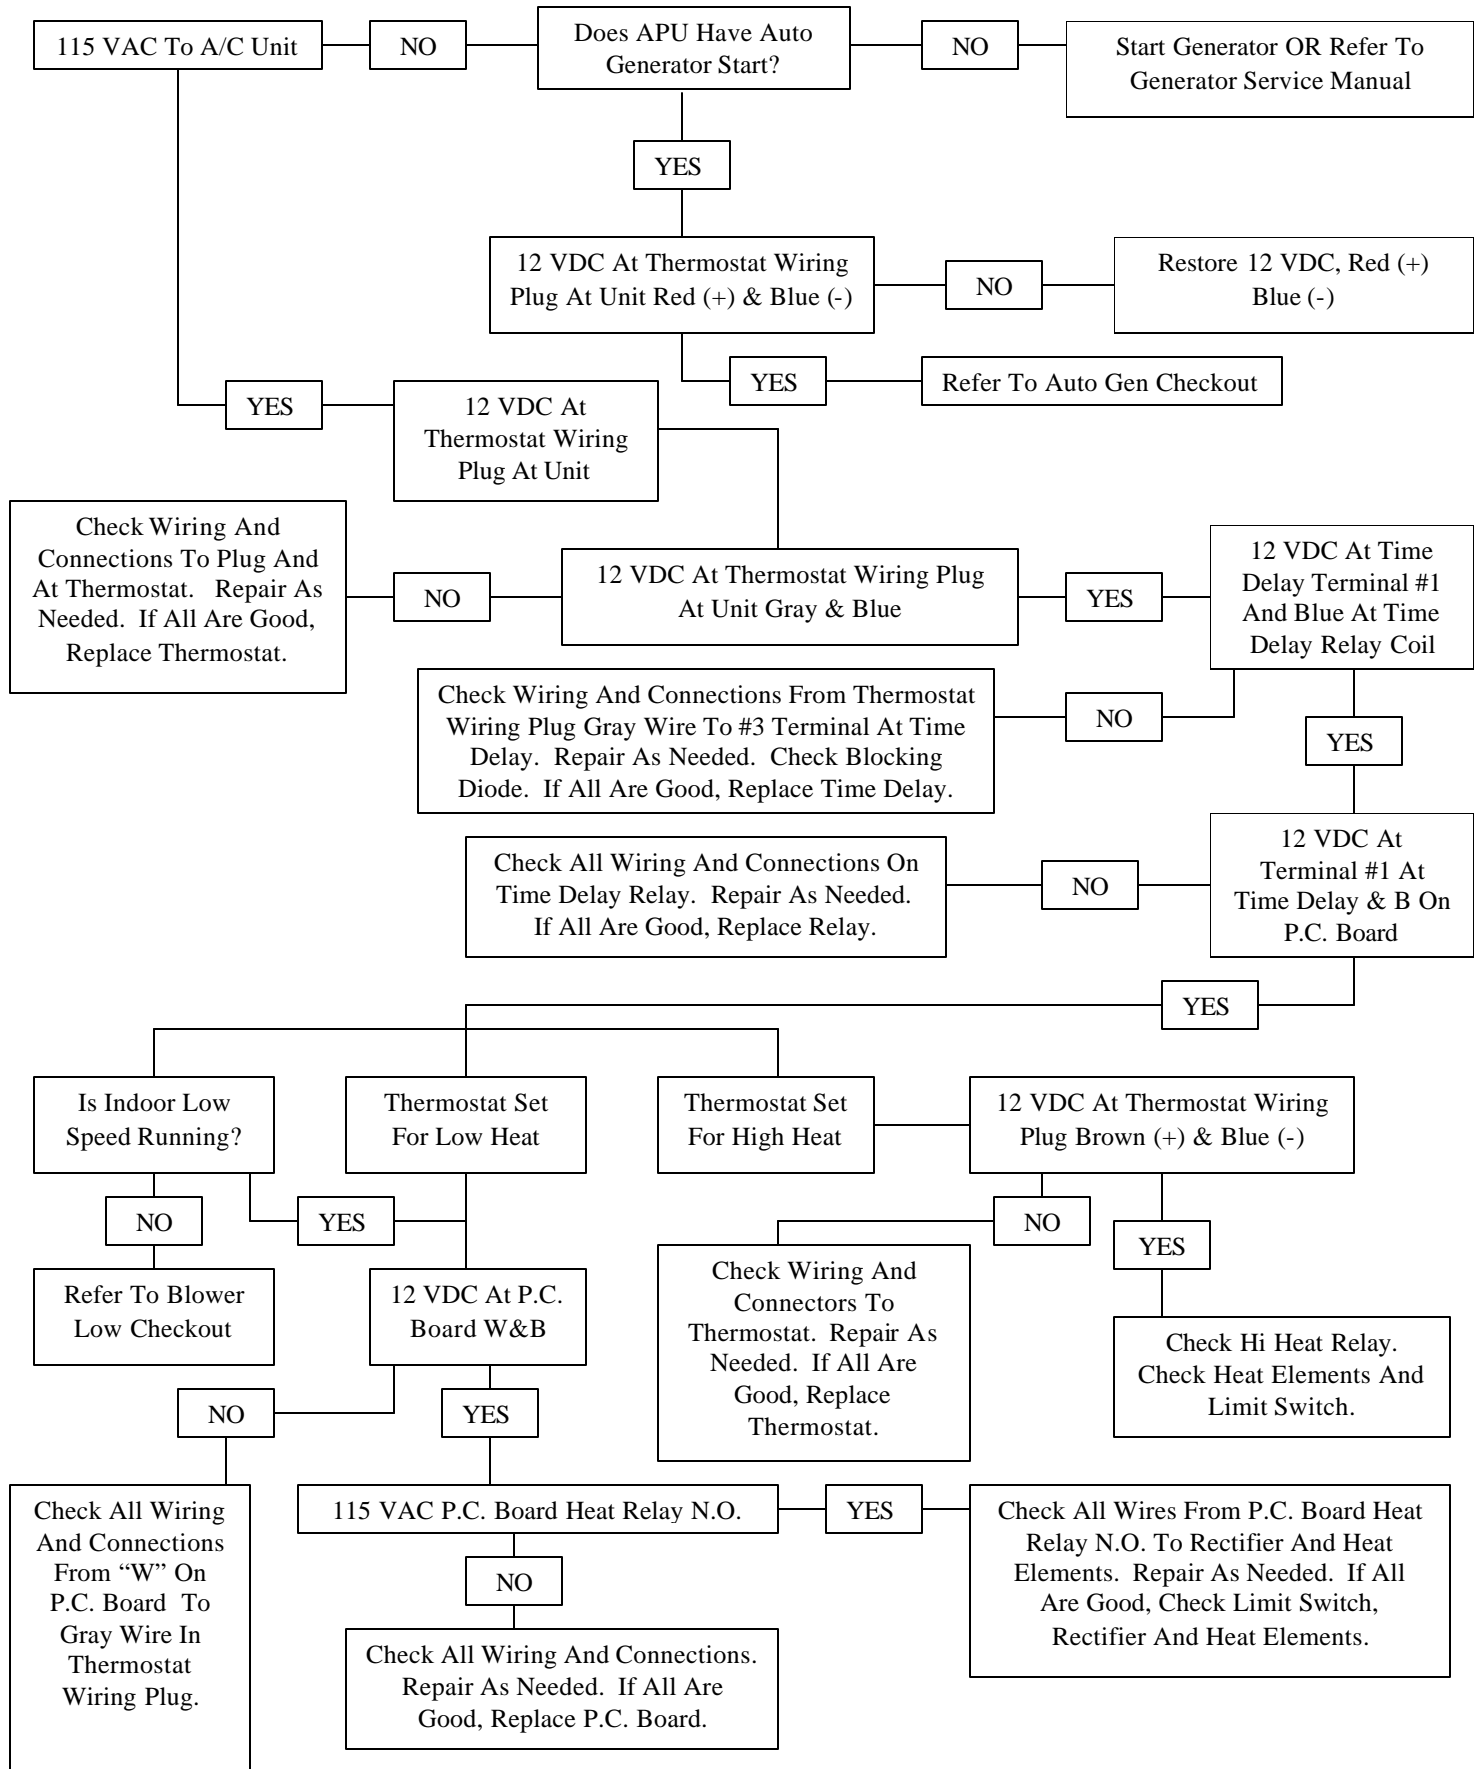 115 VAC To A/C Unit
NO
Does APU Have Auto
Generator Start?
NO
Start Generator OR Refer To
Generator Service Manual
YES
12 VDC At Thermostat Wiring
Plug At Unit Red (+) & Blue (-)
NO
Restore 12 VDC, Red (+)
Blue (-)
YES
Refer To Auto Gen Checkout
YES
12 VDC At
Thermostat Wiring
Plug At Unit
Check Wiring And
Connections To Plug And
At Thermostat. Repair As
Needed. If All Are Good,
Replace Thermostat.
NO
12 VDC At Thermostat Wiring Plug
At Unit Gray & Blue
YES
12 VDC At Time
Delay Terminal #1
And Blue At Time
Delay Relay Coil
Check Wiring And Connections From Thermostat
Wiring Plug Gray Wire To #3 Terminal At Time
Delay. Repair As Needed. Check Blocking
Diode. If All Are Good, Replace Time Delay.
NO
YES
Check All Wiring And Connections On
Time Delay Relay. Repair As Needed.
If All Are Good, Replace Relay.
NO
12 VDC At
Terminal #1 At
Time Delay & B On
P.C. Board
YES
Is Indoor Low
Speed Running?
Thermostat Set
For Low Heat
Thermostat Set
For High Heat
12 VDC At Thermostat Wiring
Plug Brown (+) & Blue (-)
NO
YES
NO
YES
Refer To Blower
Low Checkout
12 VDC At P.C.
Board W&B
Check Wiring And
Connectors To
Thermostat. Repair As
Needed. If All Are
Good, Replace
Thermostat.
Check Hi Heat Relay.
Check Heat Elements And
Limit Switch.
NO
YES
Check All Wiring
And Connections
From “W” On
P.C. Board To
Gray Wire In
Thermostat
Wiring Plug.
115 VAC P.C. Board Heat Relay N.O.
YES
Check All Wires From P.C. Board Heat
Relay N.O. To Rectifier And Heat
Elements. Repair As Needed. If All
Are Good, Check Limit Switch,
Rectifier And Heat Elements.
NO
Check All Wiring And Connections.
Repair As Needed. If All Are
Good, Replace P.C. Board.